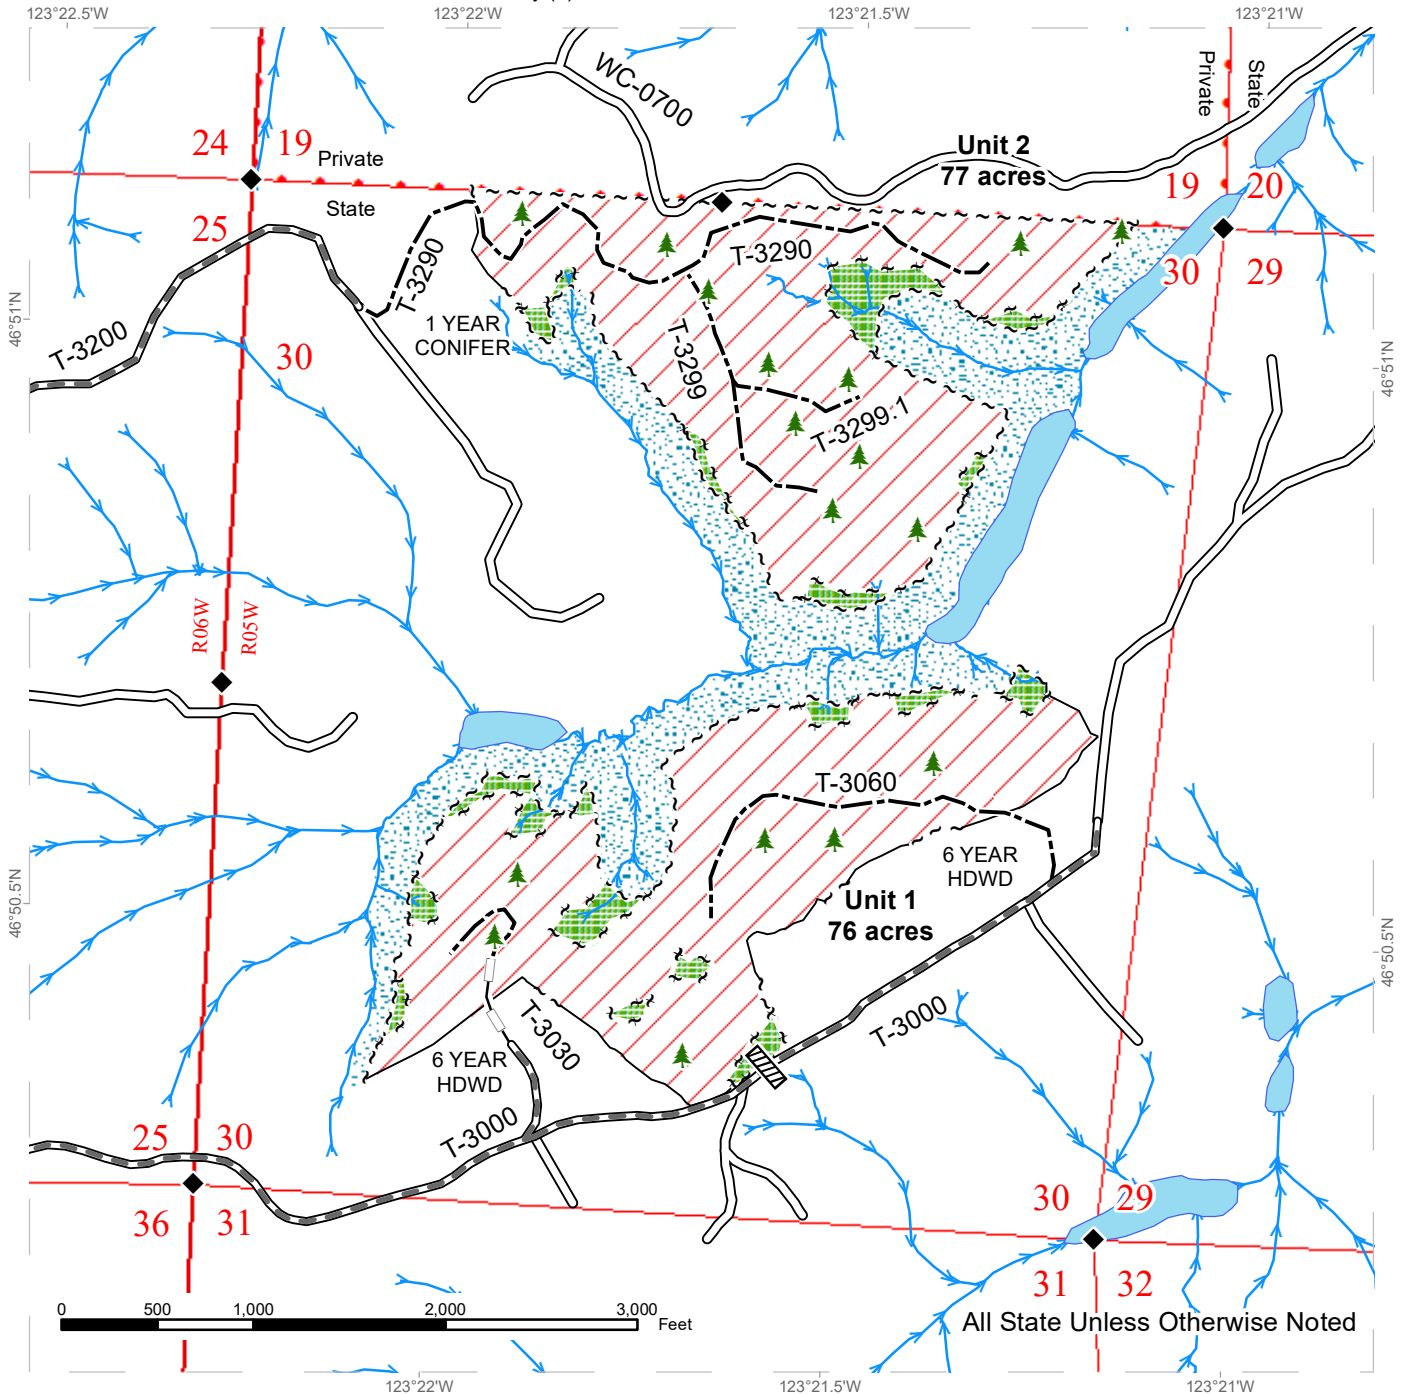 123°22.5'W
123°22'W
123°21.5'W
123°21'W
WC-0700
Private
State
Unit 2
77 acres
24
19
Private
State
19
20
25
30
29
T-3290
T-3290
46°51'N
1 YEAR
CONIFER
T-3200
30
T-3299
46°51'N
T-3299.1
R06W
R05W
T-3060
6 YEAR
HDWD
46°50.5'N
Unit 1
76 acres
46°50.5'N
T-3000
T-3030
6 YEAR
HDWD
T-3000
25
30
30
29
36
31
31
32
0
500
1,000
2,000
3,000
Feet
All State Unless Otherwise Noted
123°22'W
123°21.5'W
123°21'W